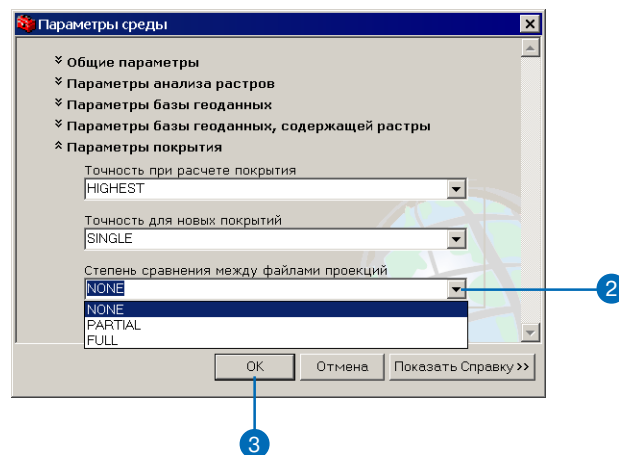 Параметры среды
Общие параметры
Параметры анализа растров
Параметры базы геоданных
Параметры базы геоданных, содержащей растры
Параметры покрытия
Точность при расчете покрытия
HIGHEST
Точность для новых покрытий
SINGLE
Степень сравнения между файлами проекций
NONE
2
NONE
PARTIAL
FULL
OK Отмена Показать Справку >>
3